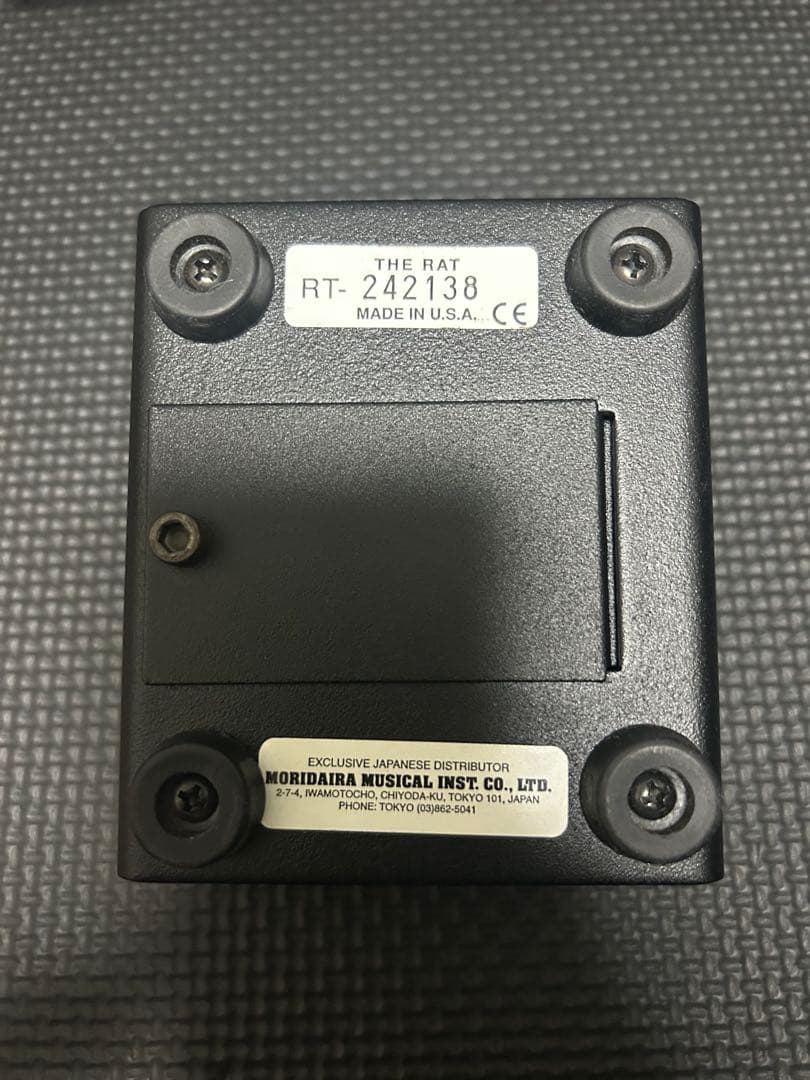 THE RAT
RT- 242138
MADE IN U.S.A. CE
EXCLUSIVE JAPANESE DISTRIBUTOR
MORIDAIRA MUSICAL INST. CO., LTD.
2-7-4, IWAMOTOCHO, CHIYODA-KU, TOKYO 101, JAPAN
PHONE: TOKYO (03)862-5041